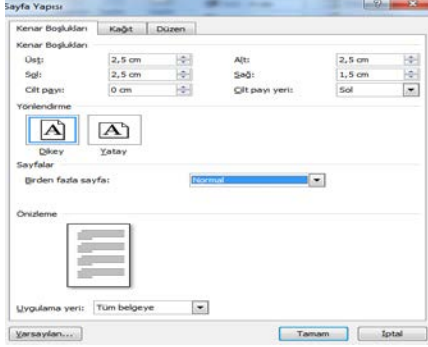 Sayfa Yapısı
Kenar Boşlukları Kağıt Düzen
Kenar Boşlukları
Üst: 2,5 cm Alt: 2,5 cm
Sol: 2,5 cm Sağ: 1,5 cm
Cilt payı: 0 cm Cilt payı yeri: Sol
Yönlendirme
A A
Dikey Yatay
Sayfalar
Birden fazla sayfa: Normal
Önizleme
Uygulama yeri: Tüm belgeye
Varsayılan... Tamam İptal